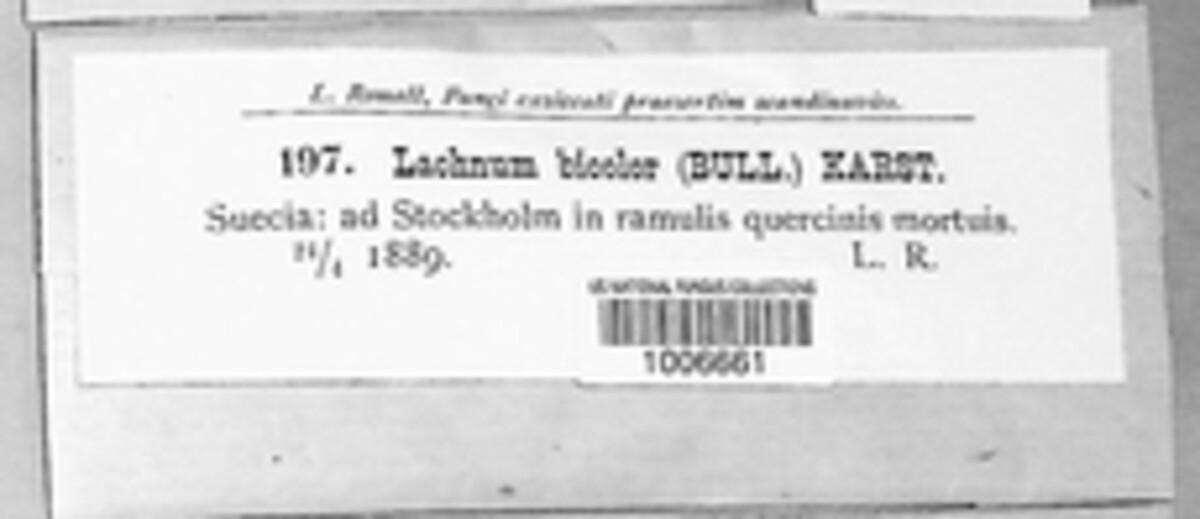 L. Romell, Fungi exsiccati praesertim scandinavici.
197. Lachnum bicolor (BULL.) KARST.
Suecia: ad Stockholm in ramulis quercinis mortuis.
/4 1889. L. R.
US NATIONAL FUNGUS COLLECTIONS
1006661